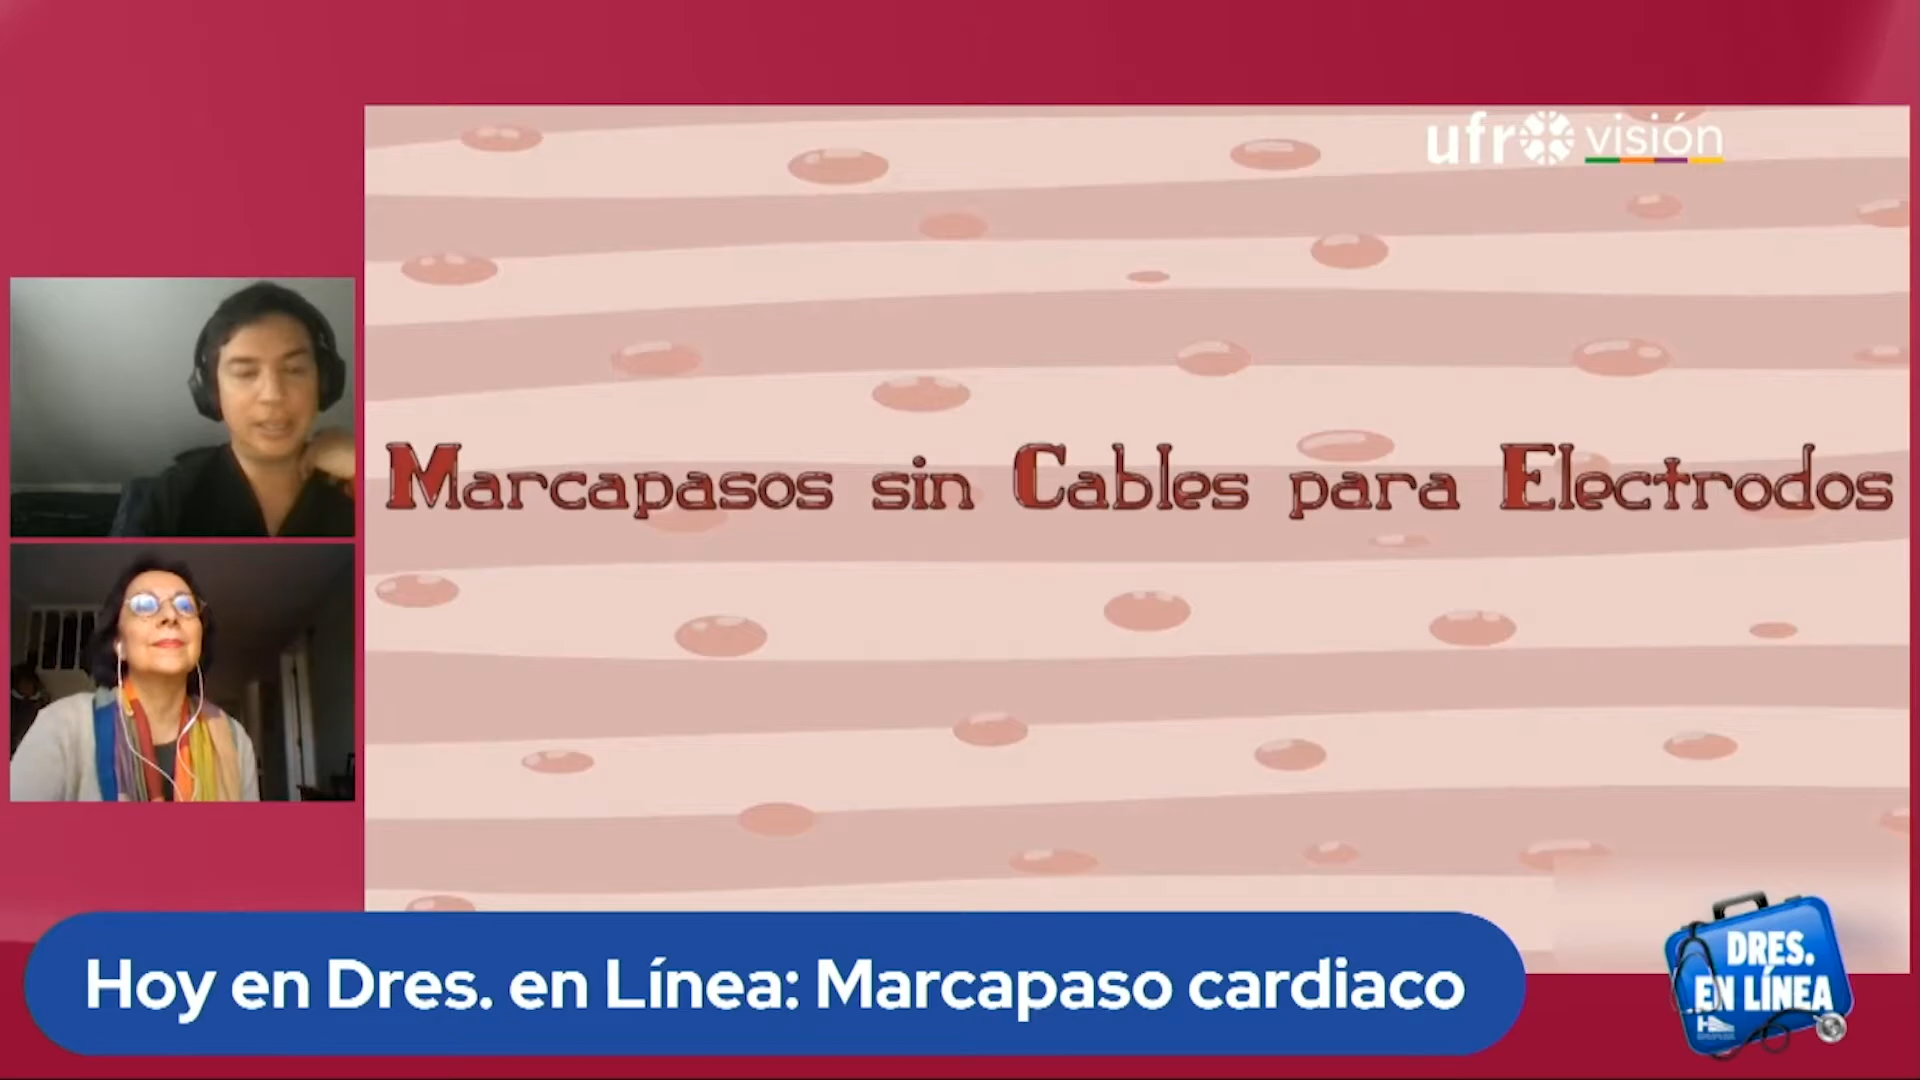 ufro visión
Marcapasos sin Cables para Electrodos
Hoy en Dres. en Línea: Marcapaso cardiaco
DRES.
EN LÍNEA